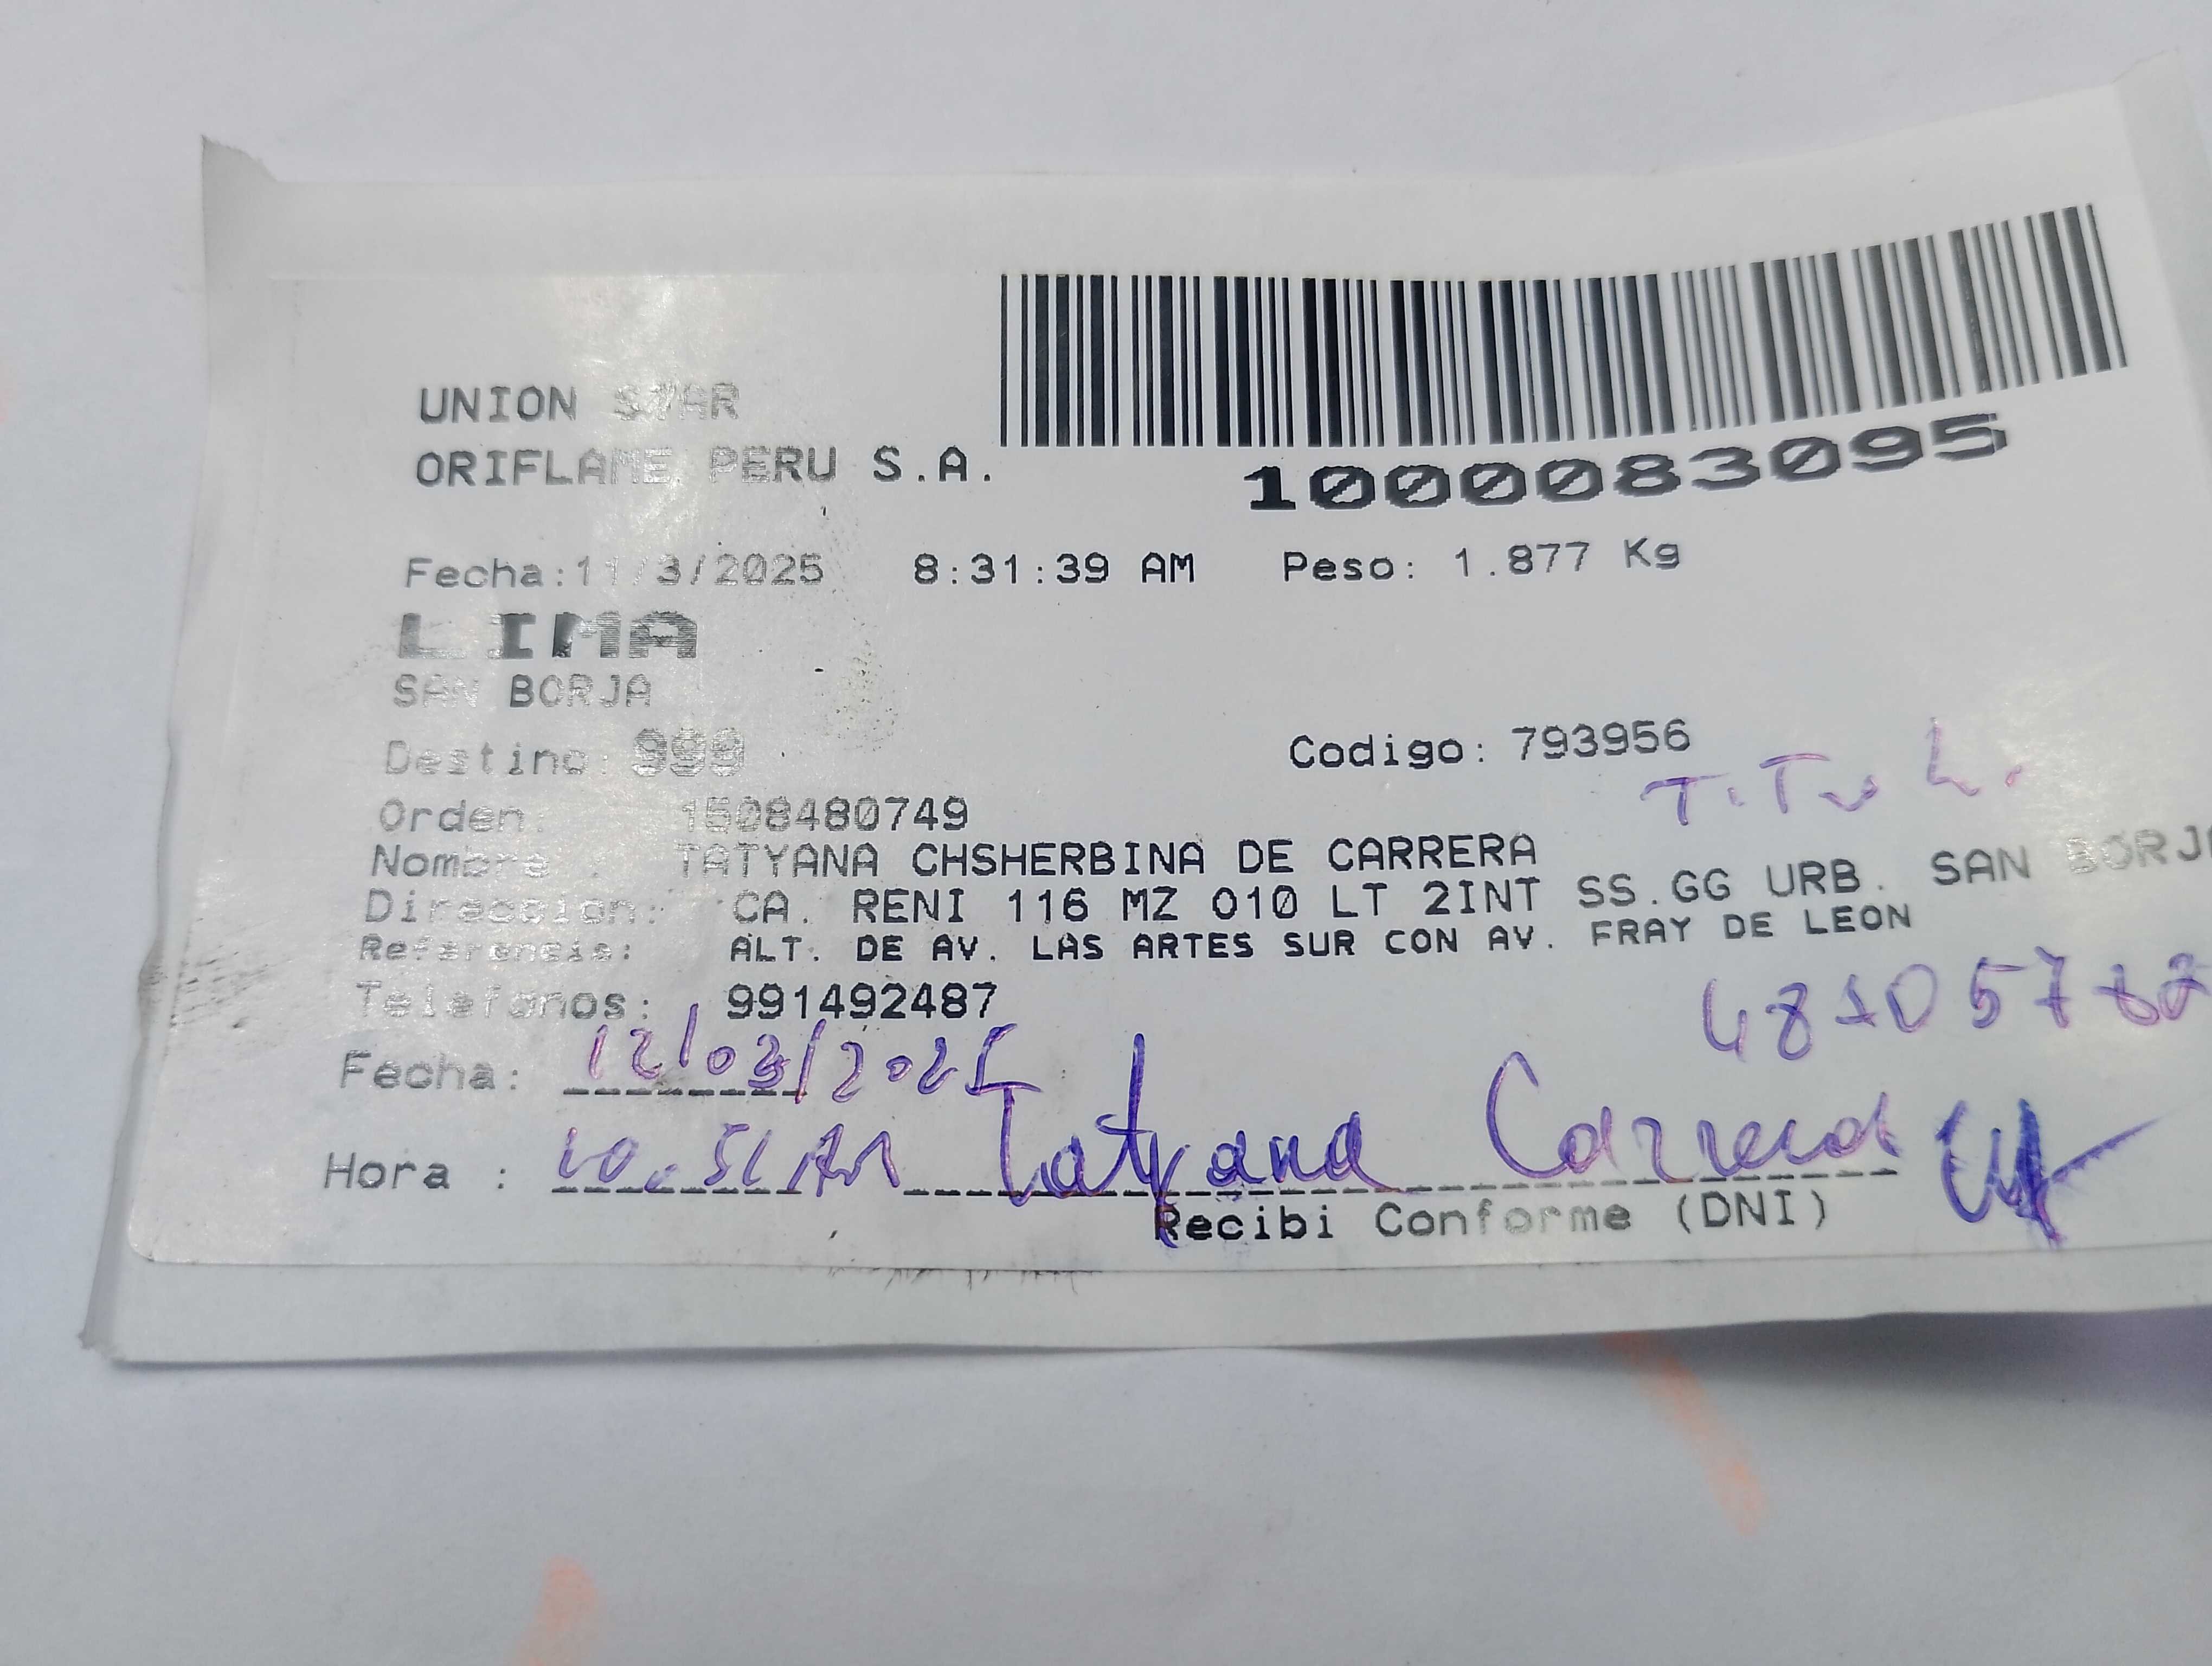 UNION STAR
ORIFLAME PERU S.A.
1000083095
Fecha:11/3/2025 8:31:39 AM Peso: 1.877 Kg
LIMA
SAN BORJA
Destino: 999 Codigo: 793956
T.Tu L.
Orden: 1508480749
Nombre : TATYANA CHSHERBINA DE CARRERA
Direccion: CA. RENI 116 MZ O10 LT 2INT SS.GG URB. SAN BORJA
Referencia: ALT. DE AV. LAS ARTES SUR CON AV. FRAY DE LEON
Telefonos: 991492487
Fecha: 12/03/2025
Hora : Tatyana Carrera
Recibi Conforme (DNI)